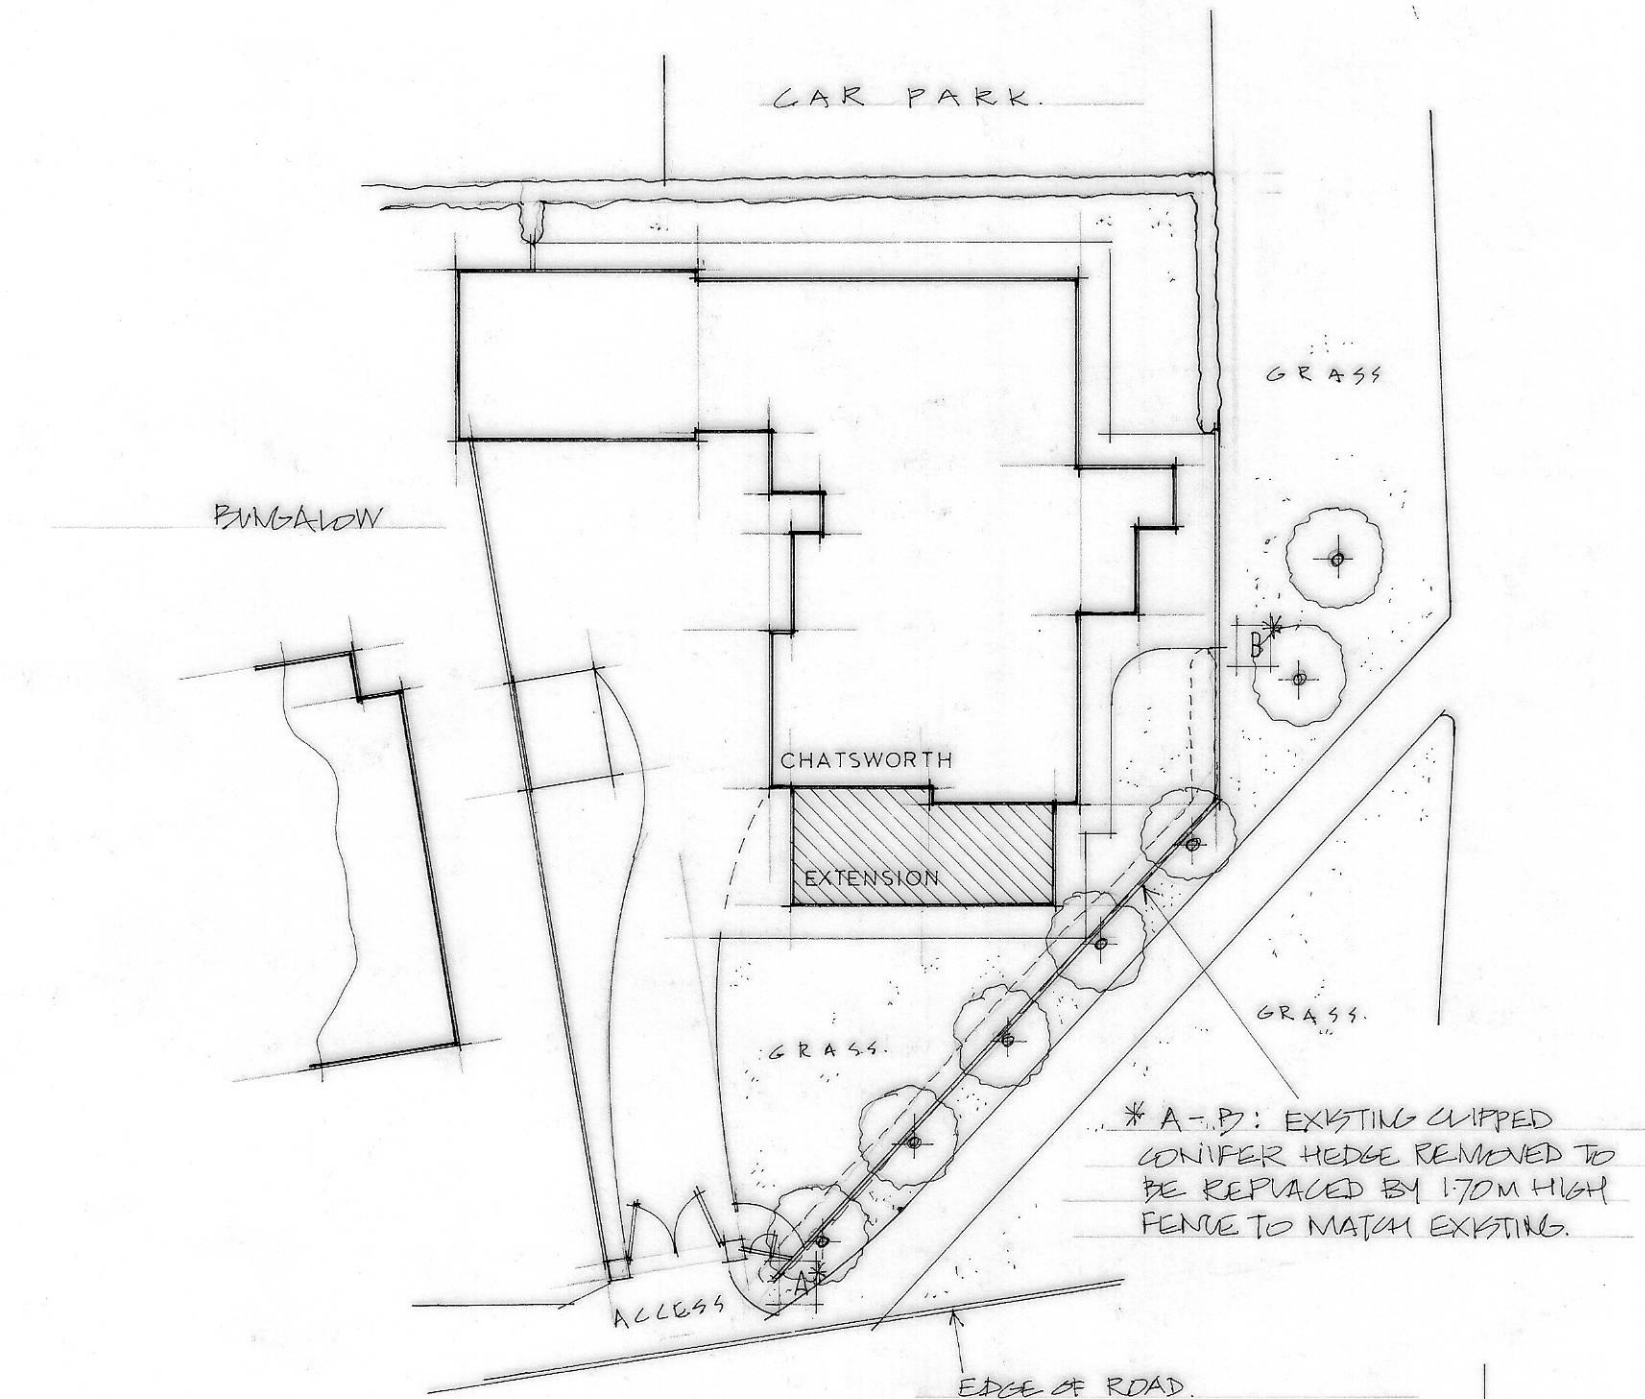 CAR PARK.
GRASS
BUNGALOW
B
CHATSWORTH
EXTENSION
GRASS.
GRASS.
* A-B: EXISTING CLIPPED
CONIFER HEDGE REMOVED TO
BE REPLACED BY 1·70M HIGH
FENCE TO MATCH EXISTING.
A
ACCESS
EDGE OF ROAD.